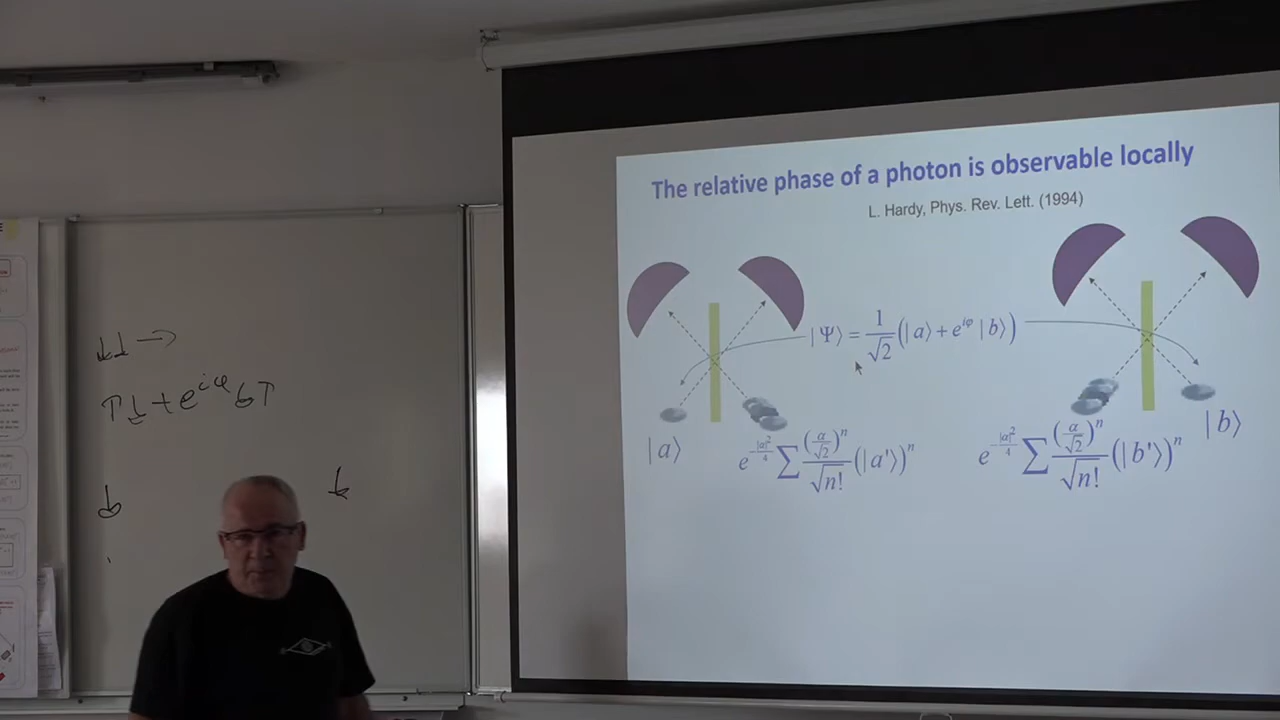 The relative phase of a photon is observable locally
L. Hardy, Phys. Rev. Lett. (1994)
|Ψ⟩ = 1/√2 (|a⟩ + e^{iφ} |b⟩)
|a⟩
e^{-|α|²/4} ∑ (α/√2)^n/√n! (|a'⟩)^n
e^{-|α|²/4} ∑ (α/√2)^n/√n! (|b'⟩)^n
|b⟩
↓↓ →
↑↓ + e^{iφ} ↓↑
↓
↓